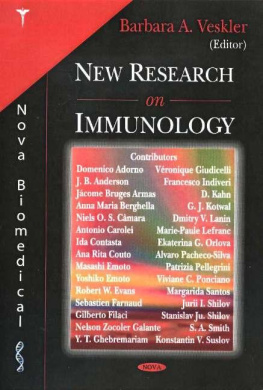 Barbara A. Veskler
(Editor)
NEW RESEARCH
on
IMMUNOLOGY
Nova Biomedical
Contributors
Domenico Adorno
Véronique Giudicelli
J. B. Anderson
Francesco Indiveri
Jácome Bruges Armas
D. Kahn
Anna Maria Berghella
G. J. Kotwal
Niels O. S. Câmara
Dmitry V. Lanin
Antonio Carolei
Marie-Paule Lefranc
Ida Contasta
Ekaterina G. Orlova
Ana Rita Couto
Alvaro Pacheco-Silva
Masashi Emoto
Patrizia Pellegrini
Yoshiko Emoto
Viviane C. Ponciano
Robert W. Evans
Margarida Santos
Sebastien Farnaud
Jurii I. Shilov
Gilberto Filaci
Stanislav Ju. Shilov
Nelson Zocoler Galante
S. A. Smith
Y. T. Ghebremariam
Konstantin V. Suslov
NOVA